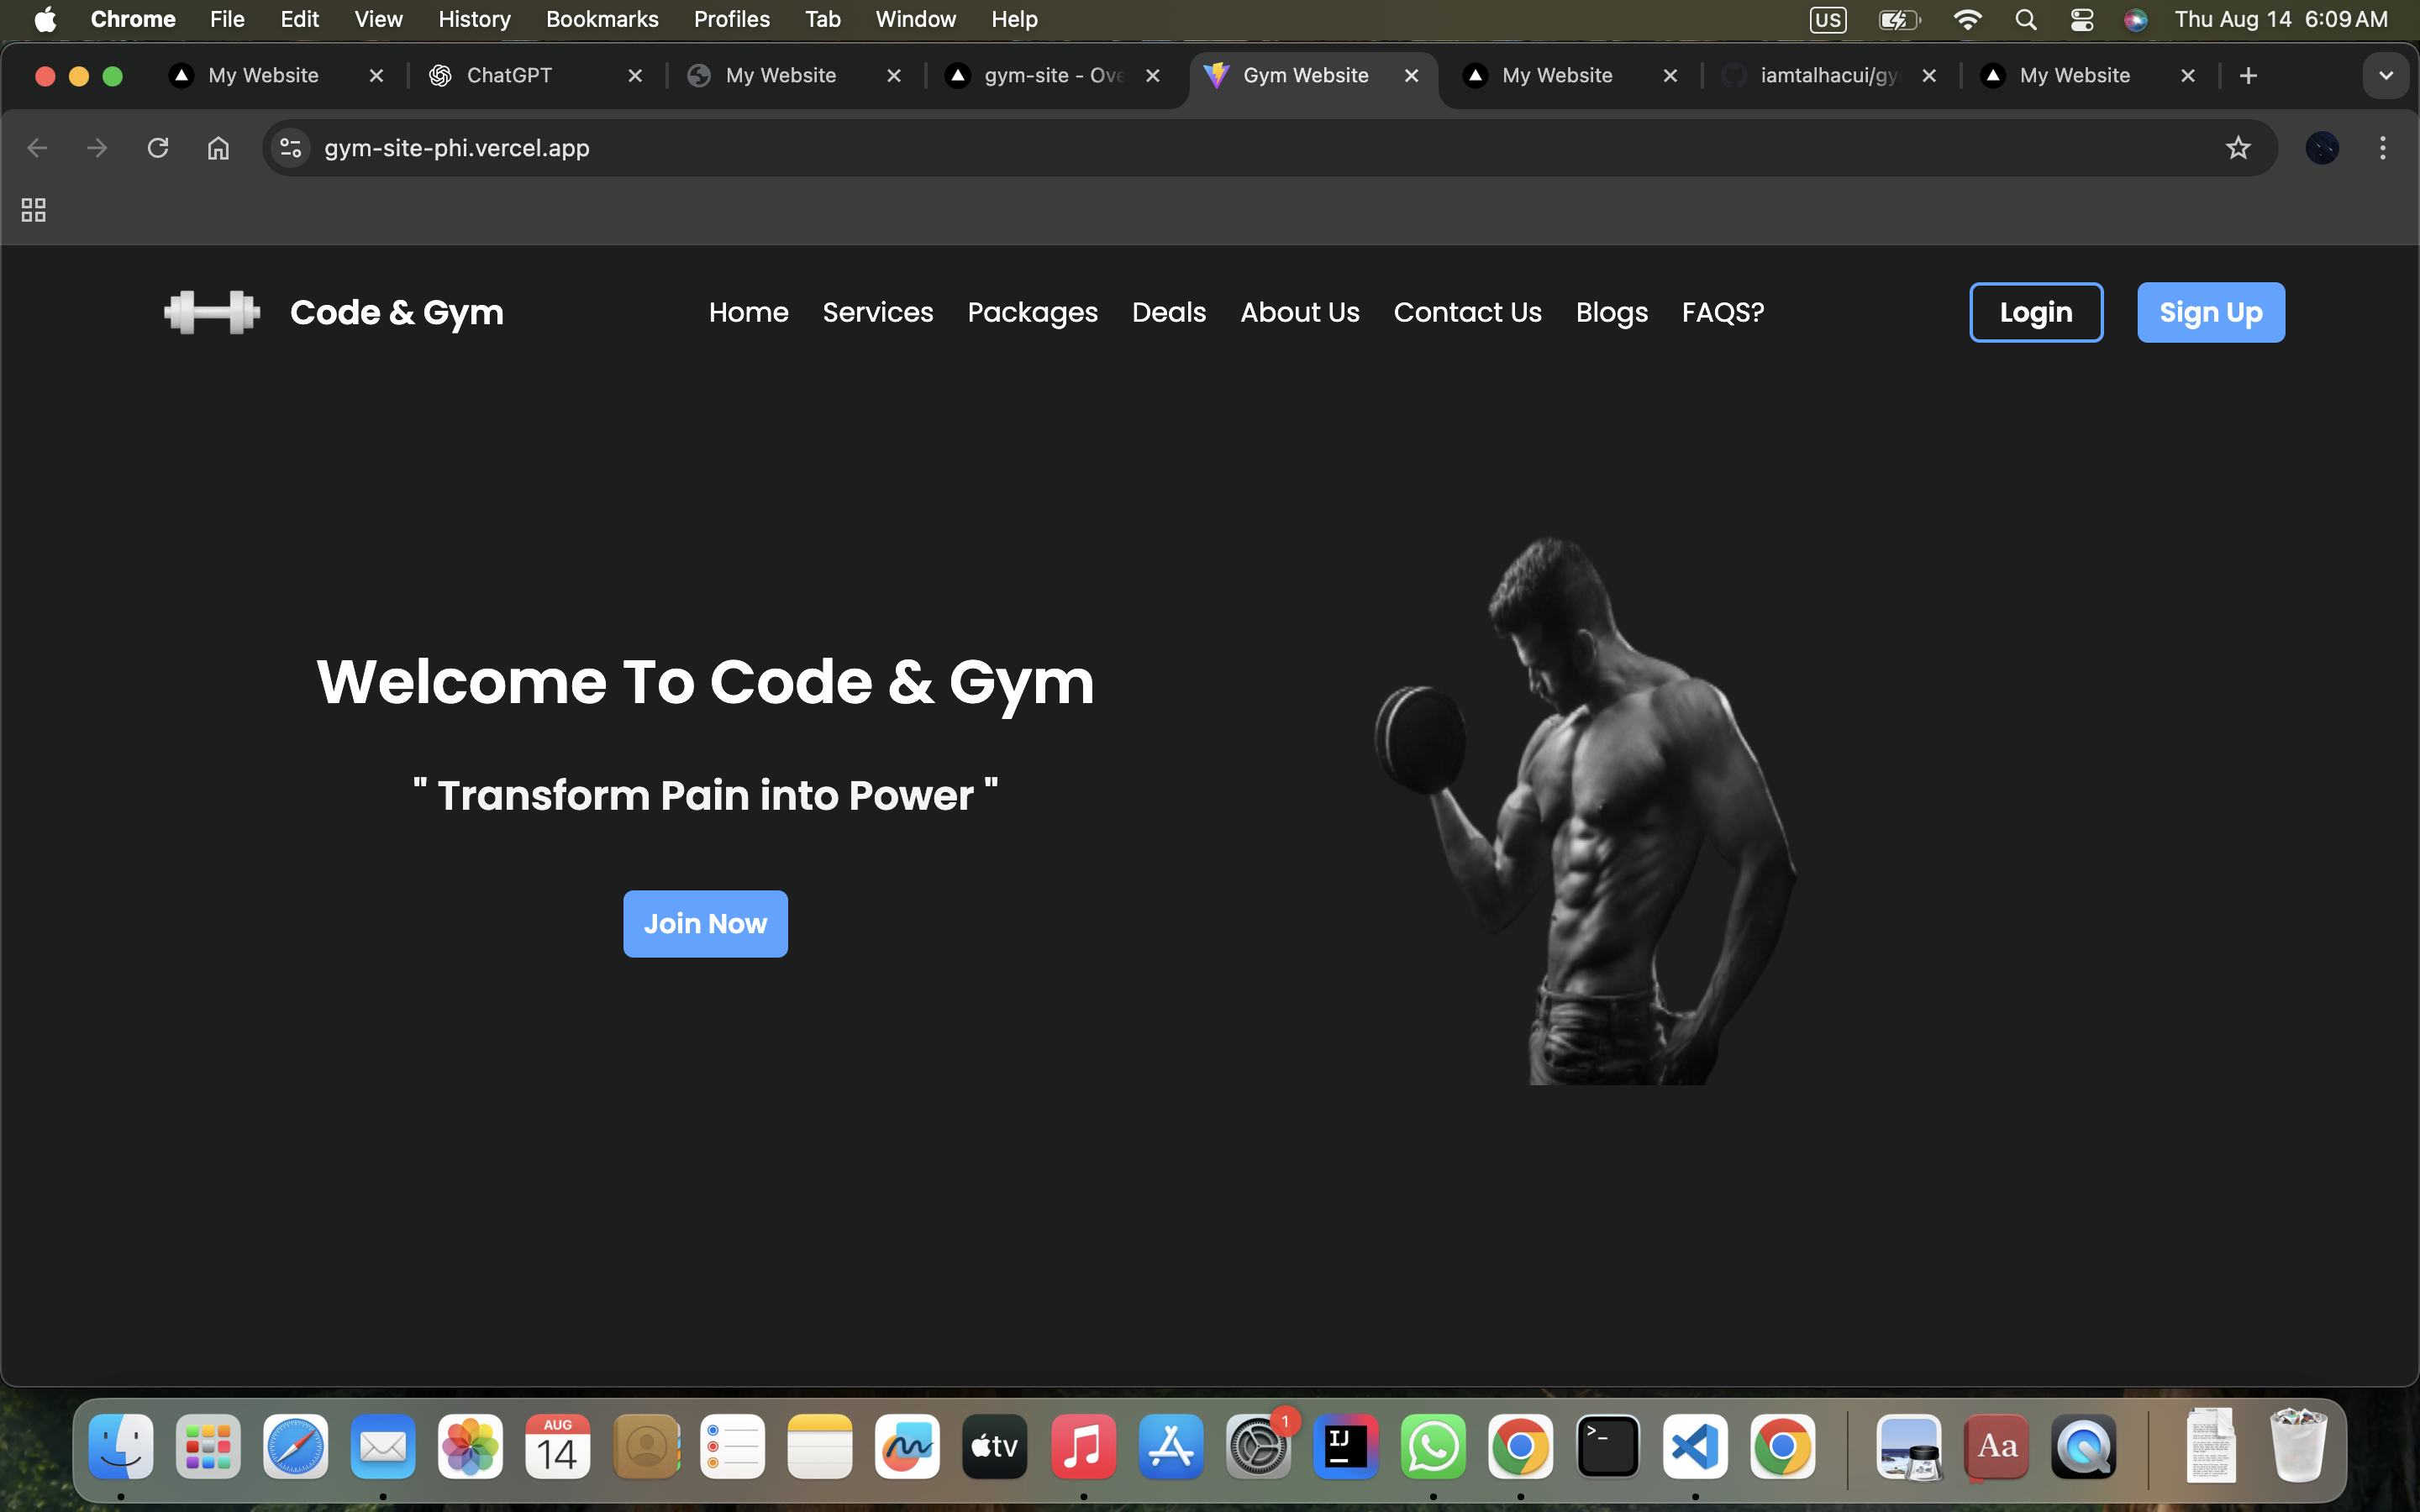 Chrome File Edit View History Bookmarks Profiles Tab Window Help US Thu Aug 14 6:09 AM
My Website ChatGPT My Website gym-site - Ove Gym Website My Website iamtalhacui/gy My Website
gym-site-phi.vercel.app
Code & Gym Home Services Packages Deals About Us Contact Us Blogs FAQS? Login Sign Up
Welcome To Code & Gym
" Transform Pain into Power "
Join Now
AUG
14
tv
1
IJ
>_
Aa